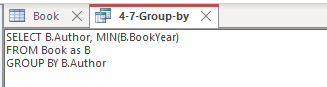 Book
4-7-Group-by
SELECT B.Author, MIN(B.BookYear)
FROM Book as B
GROUP BY B.Author